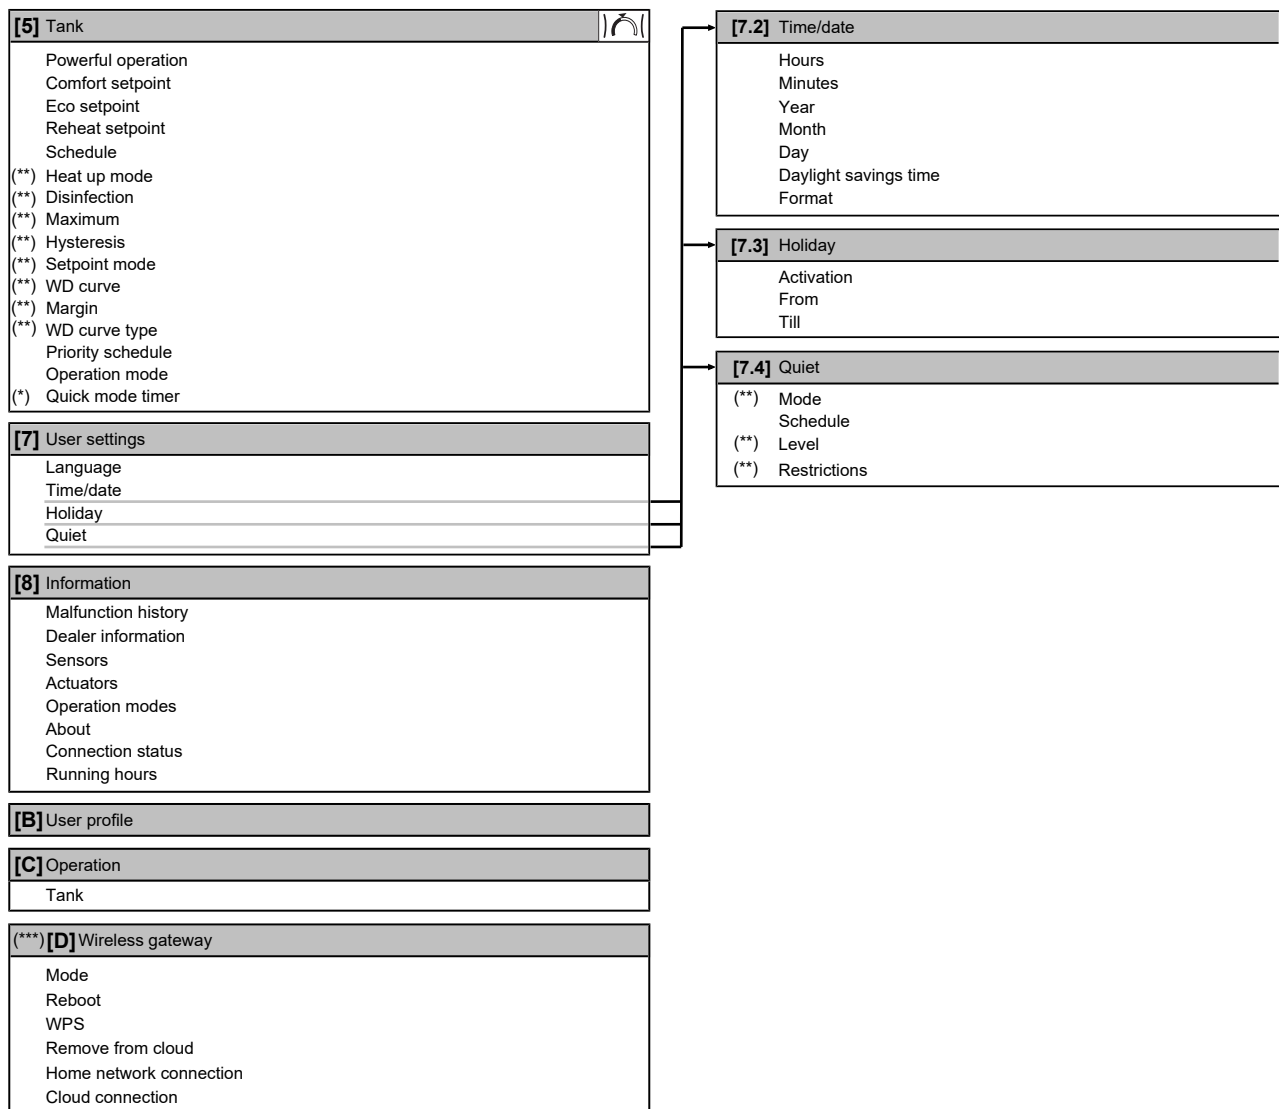 [5] Tank
Powerful operation
Comfort setpoint
Eco setpoint
Reheat setpoint
Schedule
(**) Heat up mode
(**) Disinfection
(**) Maximum
(**) Hysteresis
(**) Setpoint mode
(**) WD curve
(**) Margin
(**) WD curve type
Priority schedule
Operation mode
(*) Quick mode timer
[7] User settings
Language
Time/date
Holiday
Quiet
[8] Information
Malfunction history
Dealer information
Sensors
Actuators
Operation modes
About
Connection status
Running hours
[B] User profile
[C] Operation
Tank
(***) [D] Wireless gateway
Mode
Reboot
WPS
Remove from cloud
Home network connection
Cloud connection
[7.2] Time/date
Hours
Minutes
Year
Month
Day
Daylight savings time
Format
[7.3] Holiday
Activation
From
Till
[7.4] Quiet
(**) Mode
Schedule
(**) Level
(**) Restrictions